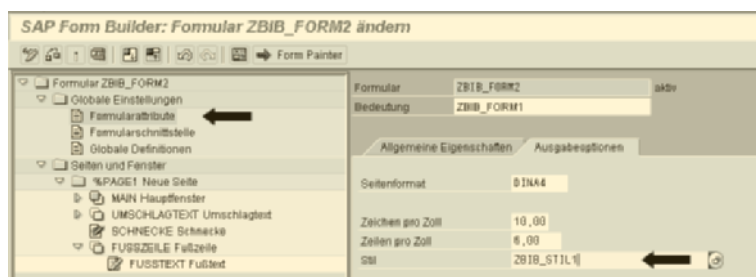 SAP Form Builder: Formular ZBIB_FORM2 ändern
Form Painter
Formular ZBIB_FORM2
Globale Einstellungen
Formularattribute
Formularschnittstelle
Globale Definitionen
Seiten und Fenster
%PAGE1 Neue Seite
MAIN Hauptfenster
UMSCHLAGTEXT Umschlagtext
SCHNECKE Schnecke
FUSSZEILE Fußzeile
FUSSTEXT Fußtext
Formular ZBIB_FORM2 aktiv
Bedeutung ZBIB_FORM1
Allgemeine Eigenschaften Ausgabeoptionen
Seitenformat DINA4
Zeichen pro Zoll 10,00
Zeilen pro Zoll 6,00
Stil ZBIB_STIL1